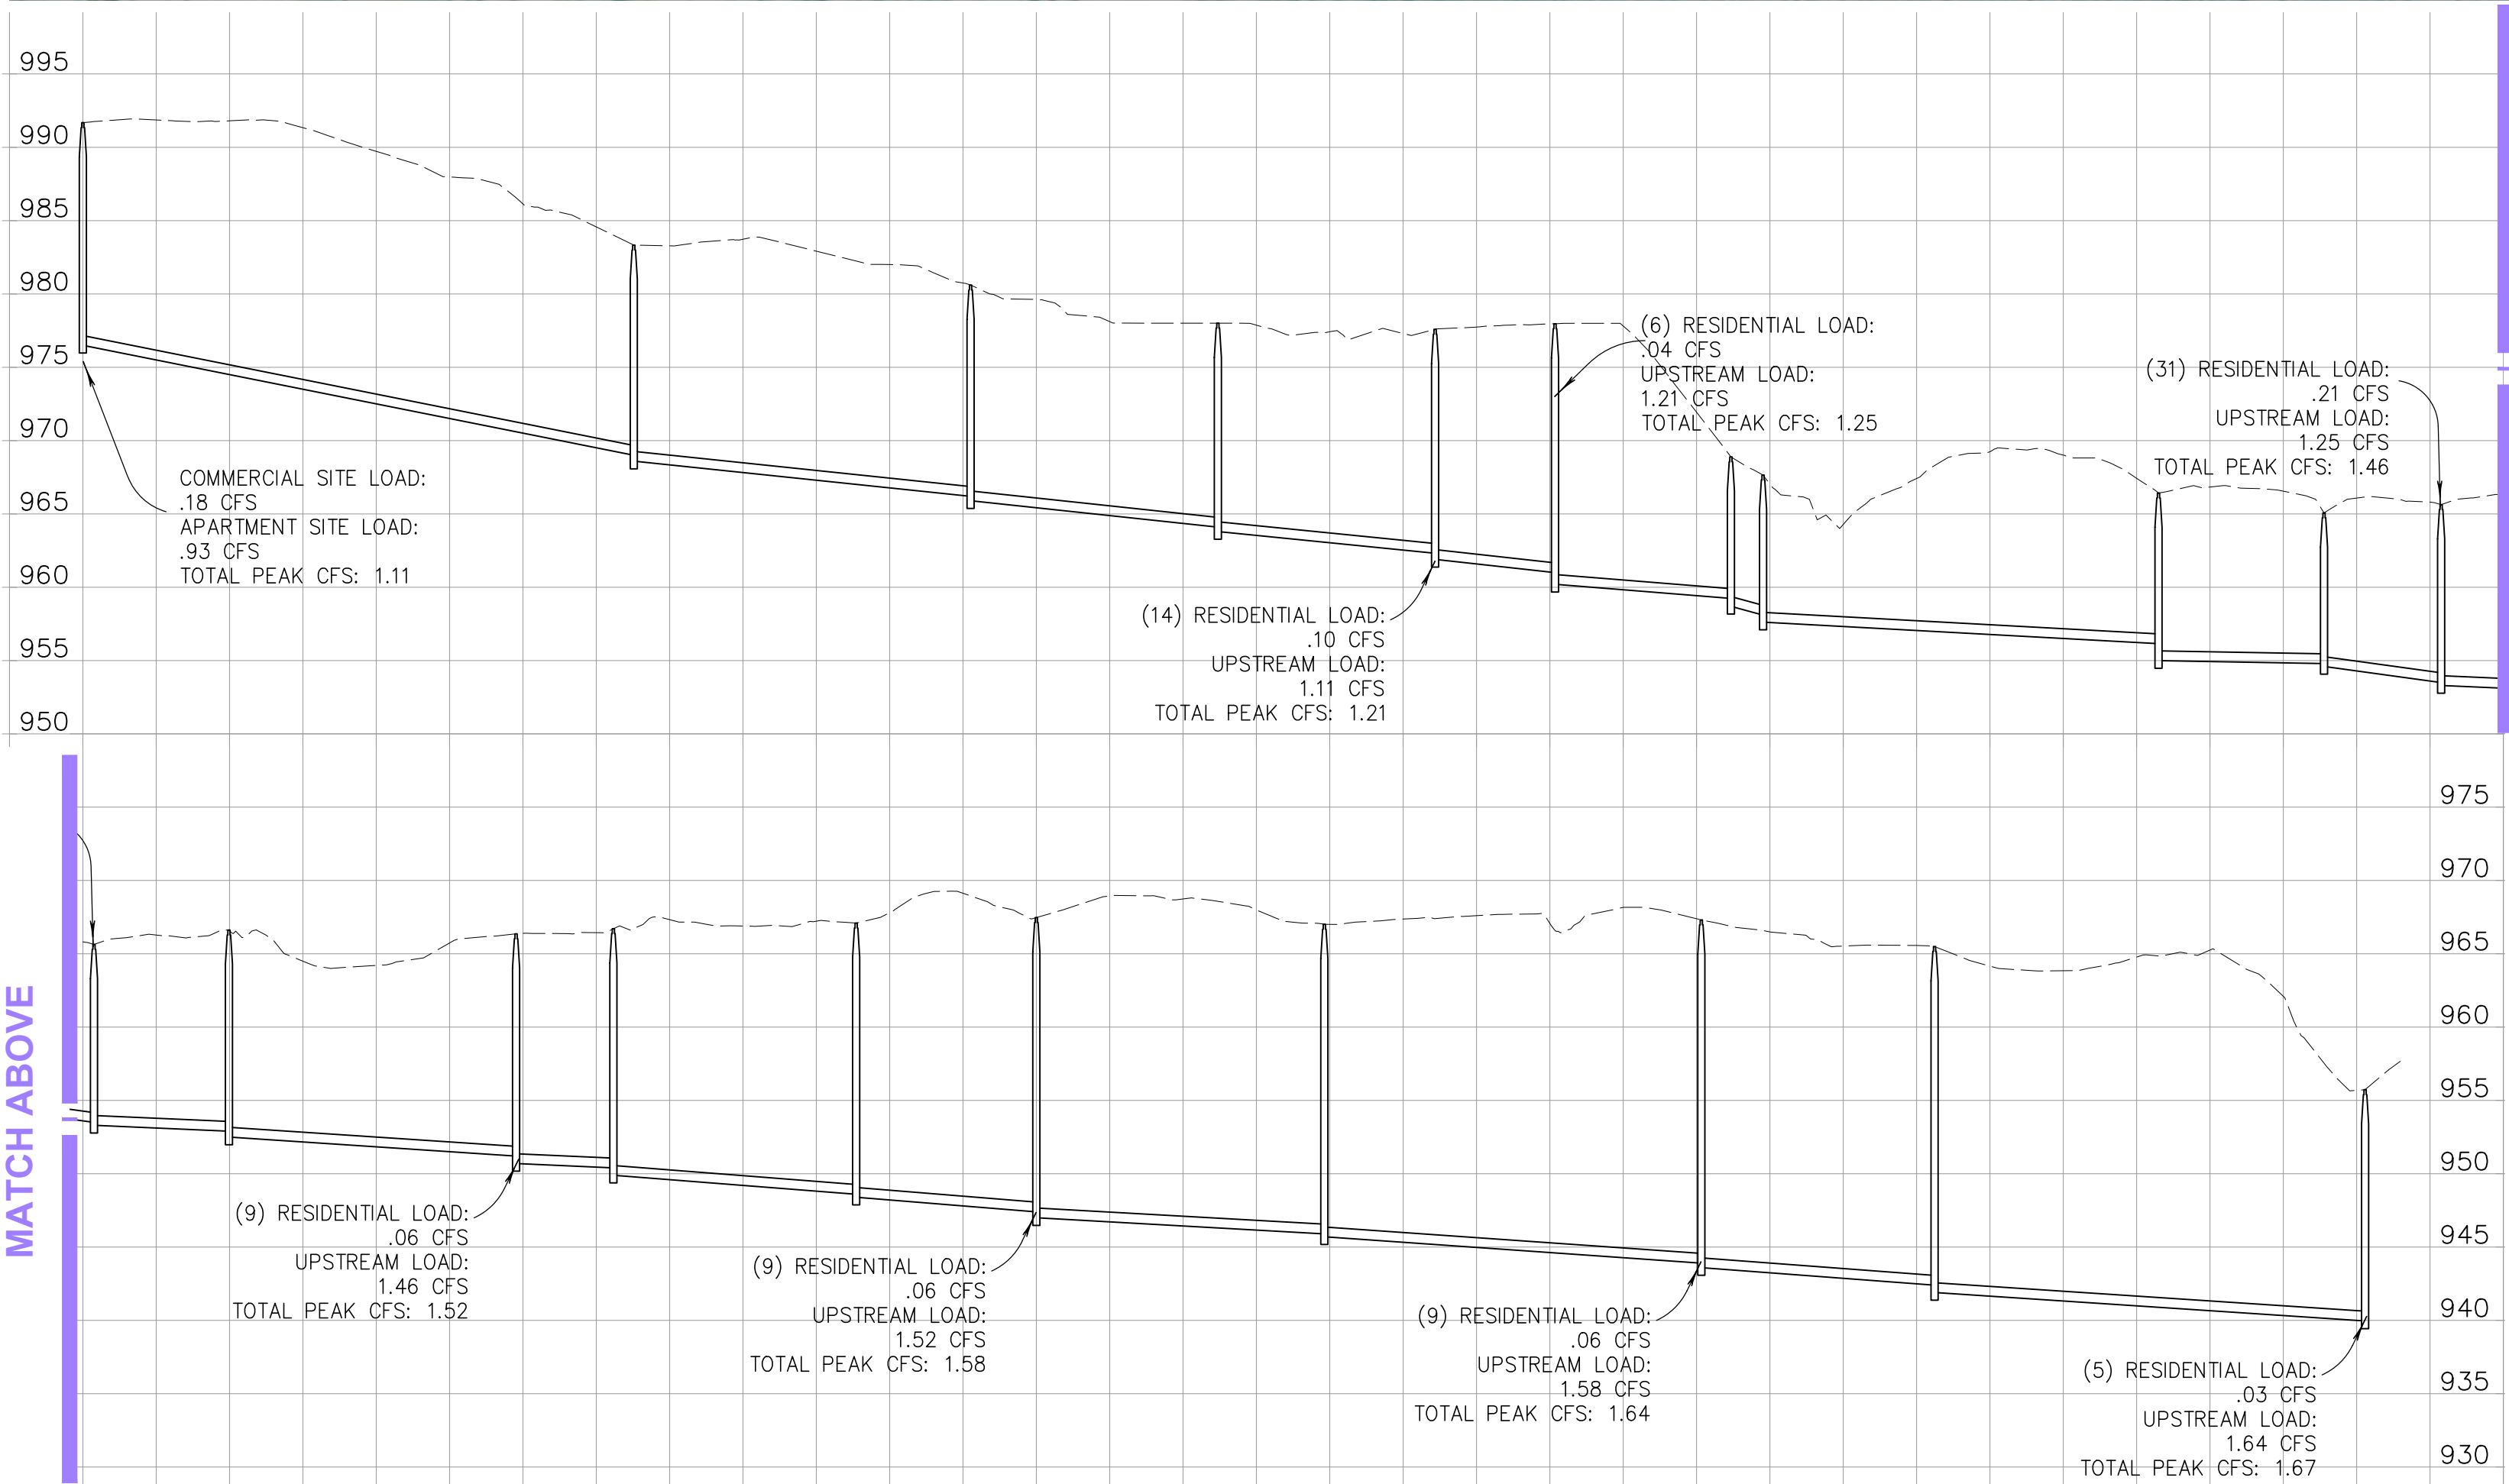 995
990
985
980
975
970
965
960
955
950
COMMERCIAL SITE LOAD:
.18 CFS
APARTMENT SITE LOAD:
.93 CFS
TOTAL PEAK CFS: 1.11
(14) RESIDENTIAL LOAD:
.10 CFS
UPSTREAM LOAD:
1.11 CFS
TOTAL PEAK CFS: 1.21
(6) RESIDENTIAL LOAD:
.04 CFS
UPSTREAM LOAD:
1.21 CFS
TOTAL PEAK CFS: 1.25
(31) RESIDENTIAL LOAD:
.21 CFS
UPSTREAM LOAD:
1.25 CFS
TOTAL PEAK CFS: 1.46
MATCH ABOVE
(9) RESIDENTIAL LOAD:
.06 CFS
UPSTREAM LOAD:
1.46 CFS
TOTAL PEAK CFS: 1.52
(9) RESIDENTIAL LOAD:
.06 CFS
UPSTREAM LOAD:
1.52 CFS
TOTAL PEAK CFS: 1.58
(9) RESIDENTIAL LOAD:
.06 CFS
UPSTREAM LOAD:
1.58 CFS
TOTAL PEAK CFS: 1.64
(5) RESIDENTIAL LOAD:
.03 CFS
UPSTREAM LOAD:
1.64 CFS
TOTAL PEAK CFS: 1.67
975
970
965
960
955
950
945
940
935
930